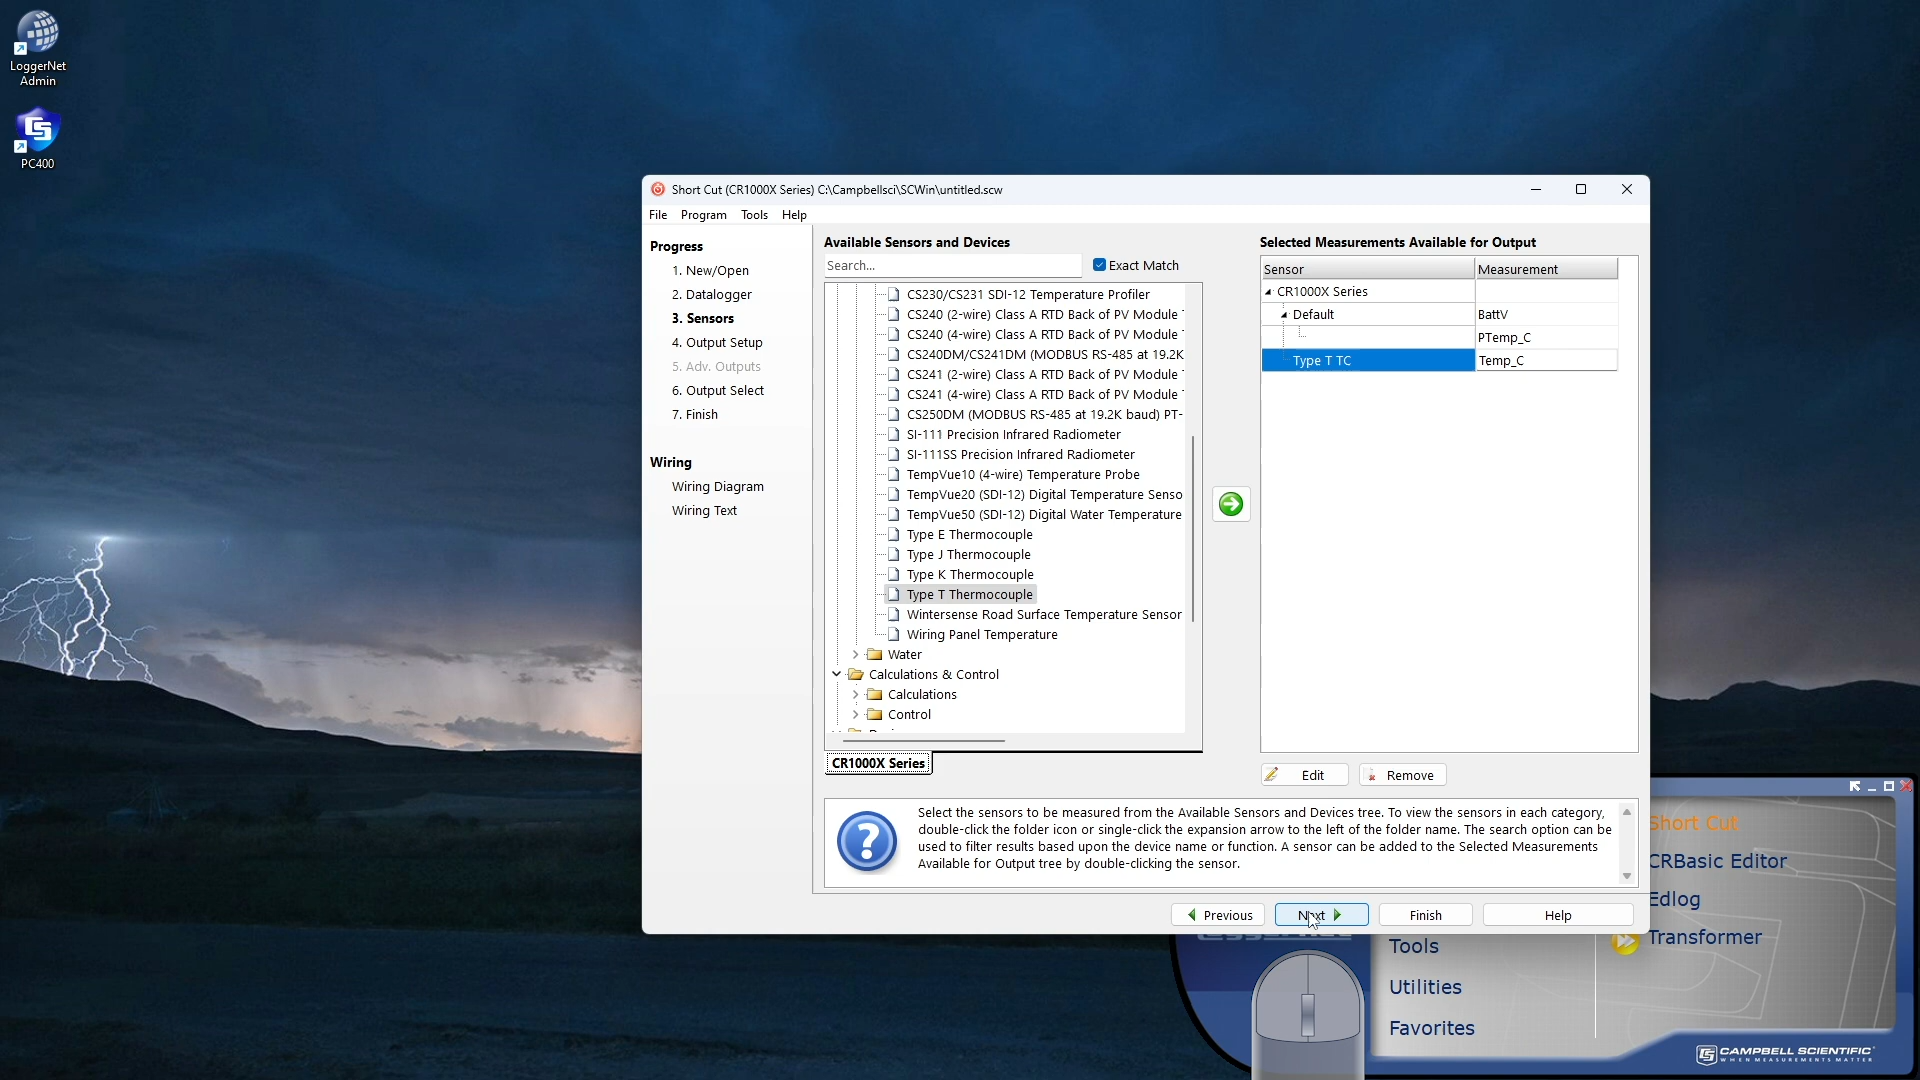 LoggerNet
Admin
PC400
Short Cut (CR1000X Series) C:\Campbellsci\SCWin\untitled.scw
File Program Tools Help
Progress
1. New/Open
2. Datalogger
3. Sensors
4. Output Setup
5. Adv. Outputs
6. Output Select
7. Finish
Wiring
Wiring Diagram
Wiring Text
Available Sensors and Devices
Search...
Exact Match
CS230/CS231 SDI-12 Temperature Profiler
CS240 (2-wire) Class A RTD Back of PV Module
CS240 (4-wire) Class A RTD Back of PV Module
CS240DM/CS241DM (MODBUS RS-485 at 19.2K
CS241 (2-wire) Class A RTD Back of PV Module
CS241 (4-wire) Class A RTD Back of PV Module
CS250DM (MODBUS RS-485 at 19.2K baud) PT-
SI-111 Precision Infrared Radiometer
SI-111SS Precision Infrared Radiometer
TempVue10 (4-wire) Temperature Probe
TempVue20 (SDI-12) Digital Temperature Senso
TempVue50 (SDI-12) Digital Water Temperature
Type E Thermocouple
Type J Thermocouple
Type K Thermocouple
Type T Thermocouple
Wintersense Road Surface Temperature Sensor
Wiring Panel Temperature
Water
Calculations & Control
Calculations
Control
CR1000X Series
Selected Measurements Available for Output
Sensor Measurement
CR1000X Series
Default BattV
PTemp_C
Type T TC Temp_C
Edit Remove
Select the sensors to be measured from the Available Sensors and Devices tree. To view the sensors in each category,
double-click the folder icon or single-click the expansion arrow to the left of the folder name. The search option can be
used to filter results based upon the device name or function. A sensor can be added to the Selected Measurements
Available for Output tree by double-clicking the sensor.
Previous Next Finish Help
Short Cut
CRBasic Editor
Edlog
Transformer
Tools
Utilities
Favorites
CAMPBELL SCIENTIFIC
WHEN MEASUREMENTS MATTER